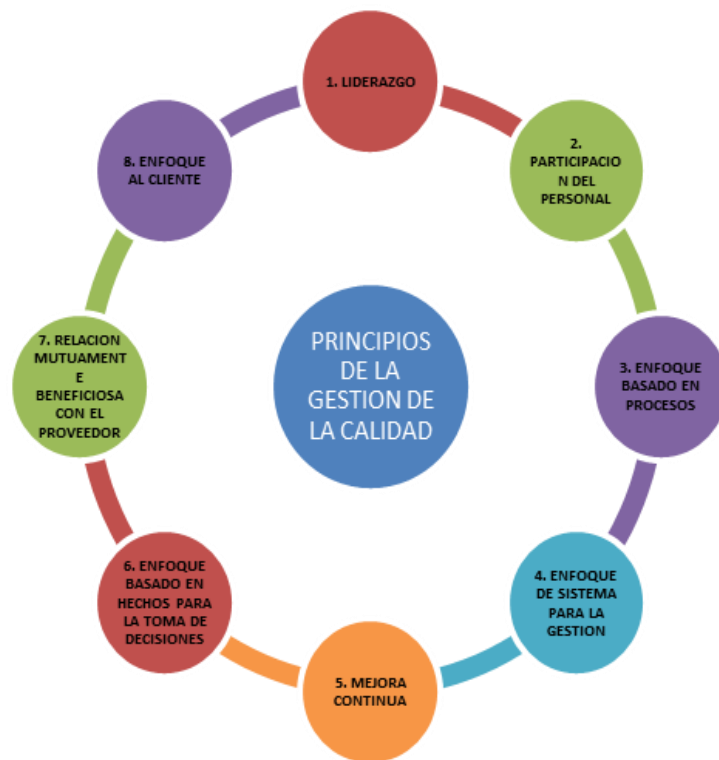 1. LIDERAZGO
2.
PARTICIPACIO
N DEL
PERSONAL
3. ENFOQUE
BASADO EN
PROCESOS
4. ENFOQUE
DE SISTEMA
PARA LA
GESTION
5. MEJORA
CONTINUA
6. ENFOQUE
BASADO EN
HECHOS PARA
LA TOMA DE
DECISIONES
7. RELACION
MUTUAMENT
E
BENEFICIOSA
CON EL
PROVEEDOR
8. ENFOQUE
AL CLIENTE
PRINCIPIOS
DE LA
GESTION DE
LA CALIDAD